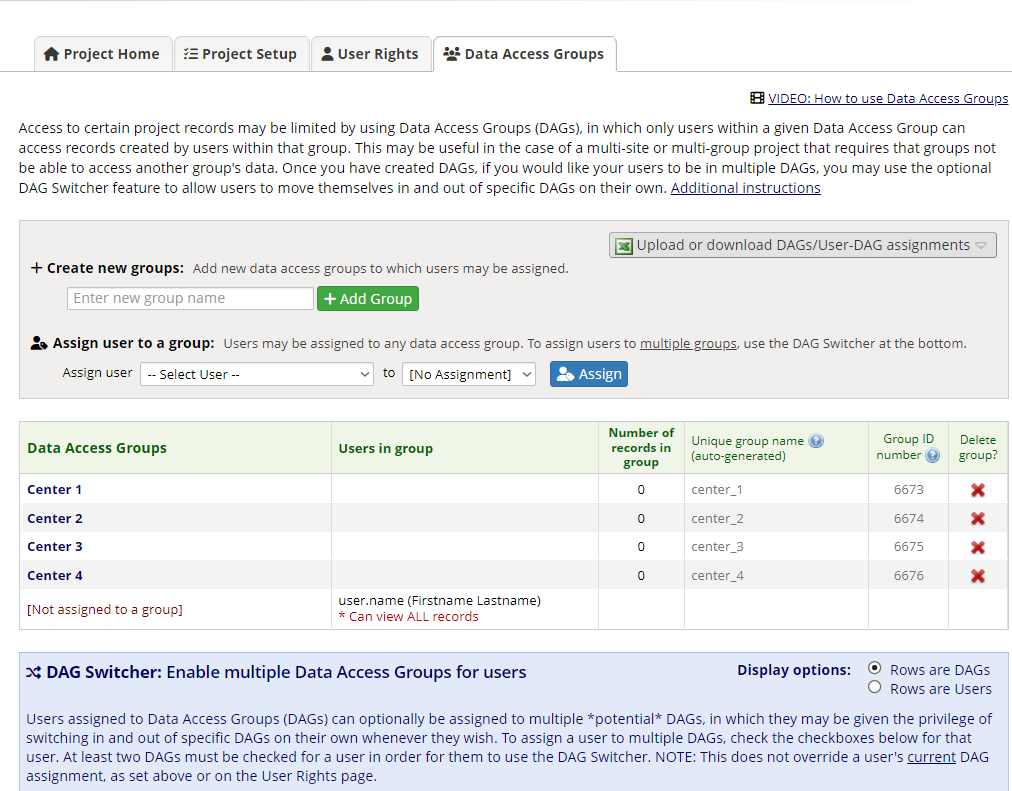 Project Home Project Setup User Rights Data Access Groups
VIDEO: How to use Data Access Groups
Access to certain project records may be limited by using Data Access Groups (DAGs), in which only users within a given Data Access Group can
access records created by users within that group. This may be useful in the case of a multi-site or multi-group project that requires that groups not
be able to access another group's data. Once you have created DAGs, if you would like your users to be in multiple DAGs, you may use the optional
DAG Switcher feature to allow users to move themselves in and out of specific DAGs on their own. Additional instructions
Upload or download DAGs/User-DAG assignments
+ Create new groups: Add new data access groups to which users may be assigned.
Enter new group name + Add Group
Assign user to a group: Users may be assigned to any data access group. To assign users to multiple groups, use the DAG Switcher at the bottom.
Assign user -- Select User -- to [No Assignment] Assign
Data Access Groups Users in group Number of records in group Unique group name (auto-generated) Group ID number Delete group?
Center 1 0 center_1 6673
Center 2 0 center_2 6674
Center 3 0 center_3 6675
Center 4 0 center_4 6676
[Not assigned to a group] user.name (Firstname Lastname)
* Can view ALL records
DAG Switcher: Enable multiple Data Access Groups for users Display options: Rows are DAGs
Rows are Users
Users assigned to Data Access Groups (DAGs) can optionally be assigned to multiple *potential* DAGs, in which they may be given the privilege of
switching in and out of specific DAGs on their own whenever they wish. To assign a user to multiple DAGs, check the checkboxes below for that
user. At least two DAGs must be checked for a user in order for them to use the DAG Switcher. NOTE: This does not override a user's current DAG
assignment, as set above or on the User Rights page.